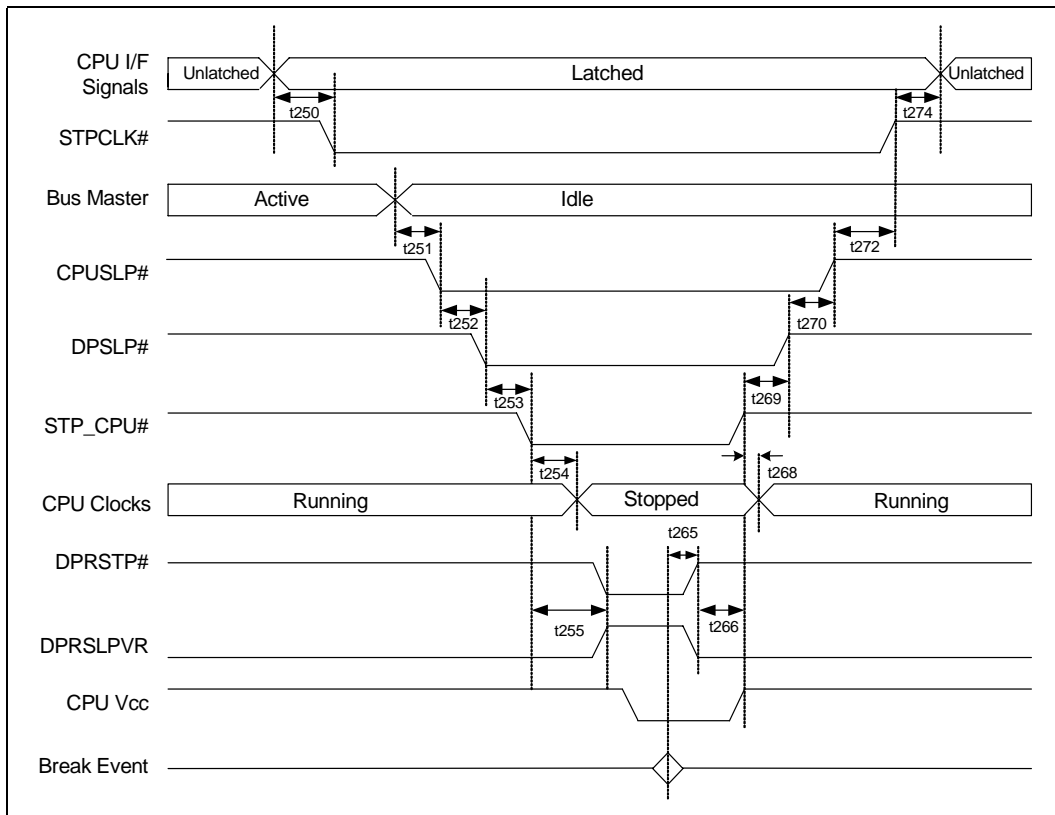 CPU I/F
Signals
Unlatched
Latched
Unlatched
t250
t274
STPCLK#
Bus Master
Active
Idle
t251
t272
CPUSLP#
t252
t270
DPSLP#
t253
t269
STP_CPU#
t254
t268
CPU Clocks
Running
Stopped
Running
t265
DPRSTP#
t255
t266
DPRSLPVR
CPU Vcc
Break Event